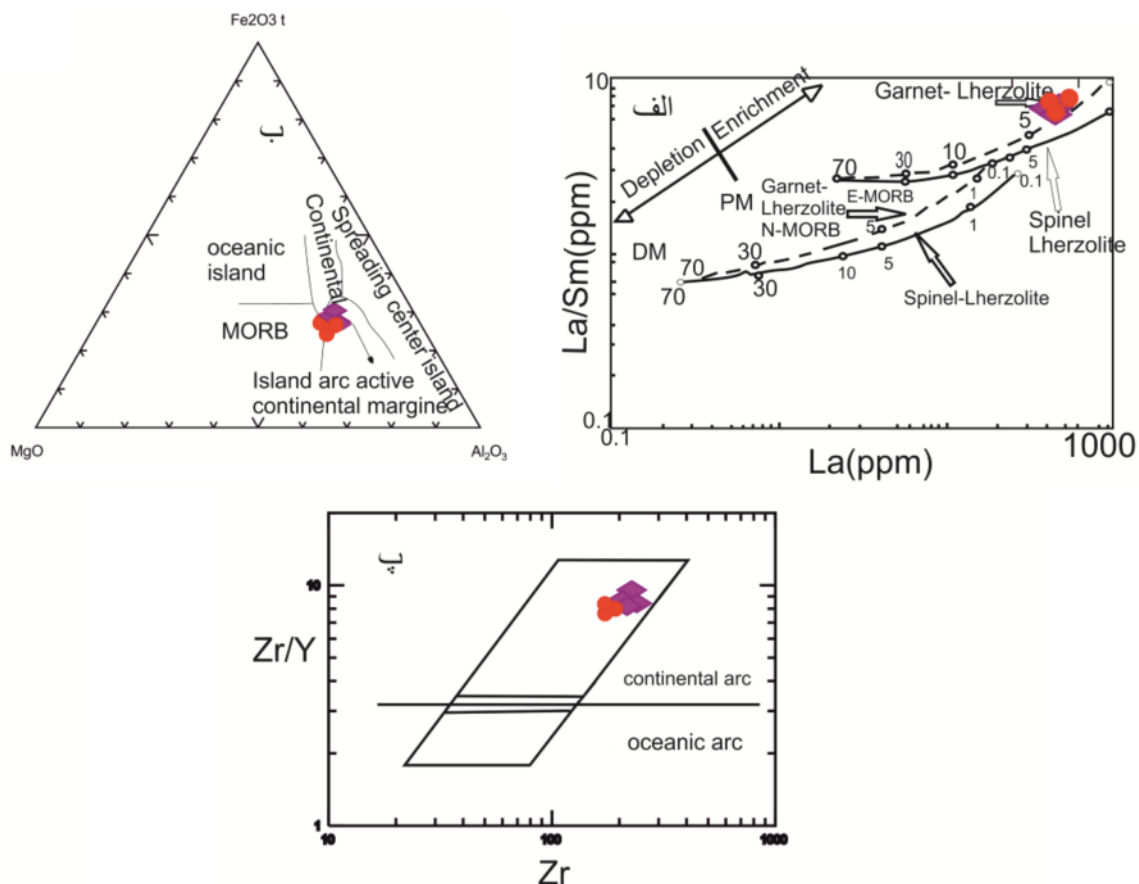 Fe2O3 t
ب
Continental
Spreading center island
oceanic
island
MORB
Island arc active
continental margine
MgO
Al₂O₃
10
الف
Depletion
Enrichment
Garnet- Lherzolite
5
70
30
10
0.1
5
0.1
PM
Garnet-
Lherzolite
N-MORB
E-MORB
5
1
1
Spinel
Lherzolite
DM
70
30
70
30
10
5
Spinel-Lherzolite
La/Sm(ppm)
0.1
0.1
1000
La(ppm)
10
Zr/Y
continental arc
oceanic arc
1
10
100
1000
Zr